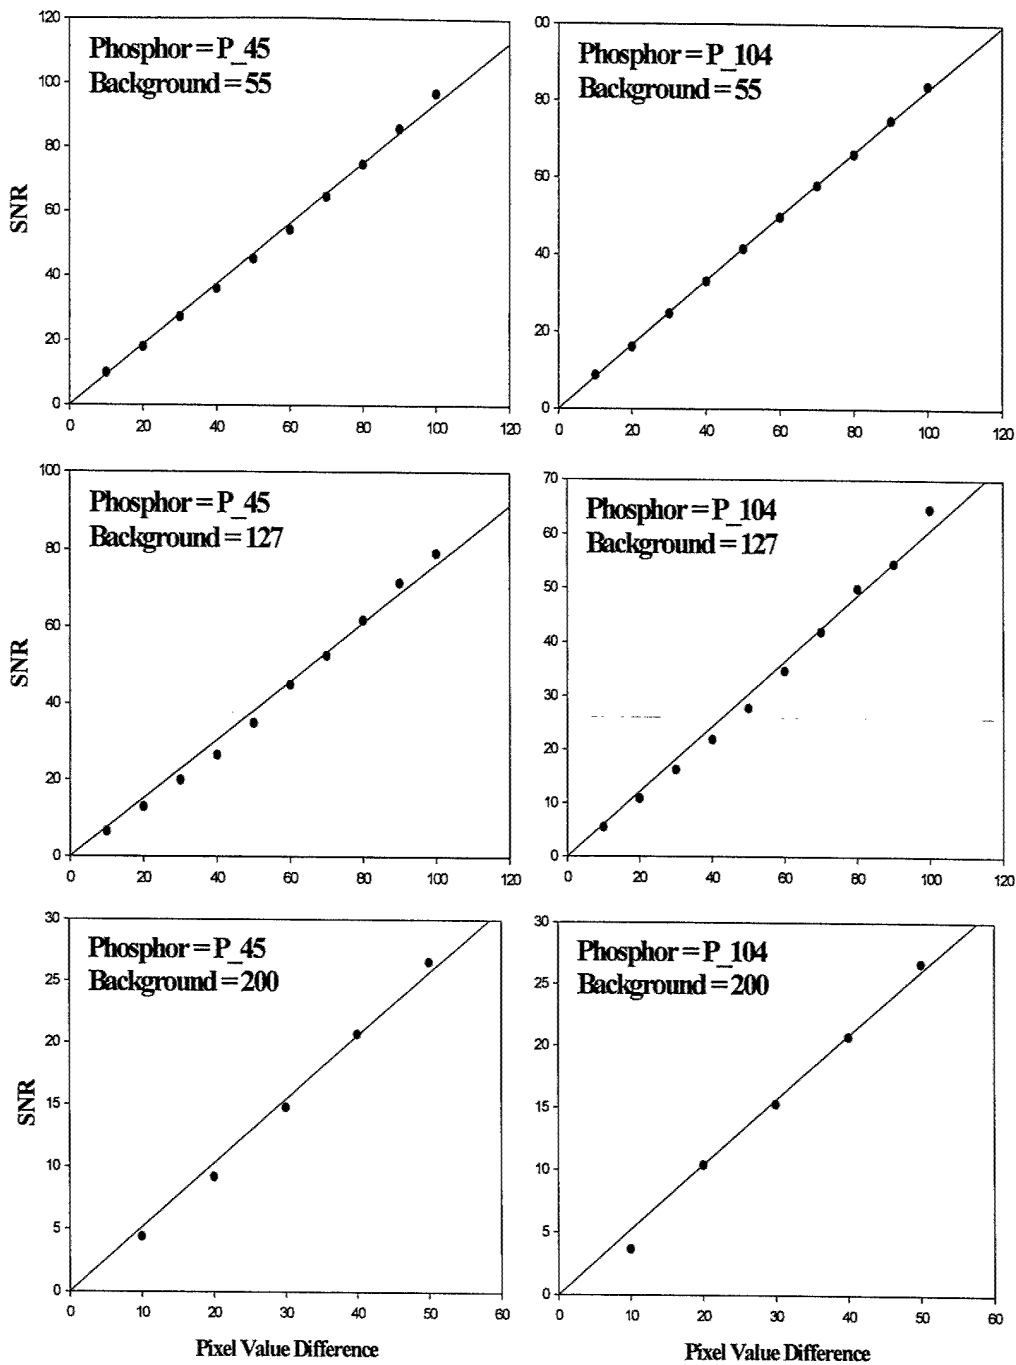 120
100
80
60
40
20
0
SNR
Phosphor = P_45
Background = 55
0 20 40 60 80 100 120
00
80
60
40
20
0
Phosphor = P_104
Background = 55
0 20 40 60 80 100 120
100
80
60
40
20
0
SNR
Phosphor = P_45
Background = 127
0 20 40 60 80 100 120
70
60
50
40
30
20
10
0
Phosphor = P_104
Background = 127
0 20 40 60 80 100 120
30
25
20
15
10
5
0
SNR
Phosphor = P_45
Background = 200
0 10 20 30 40 50 60
Pixel Value Difference
30
25
20
15
10
5
0
Phosphor = P_104
Background = 200
0 10 20 30 40 50 60
Pixel Value Difference